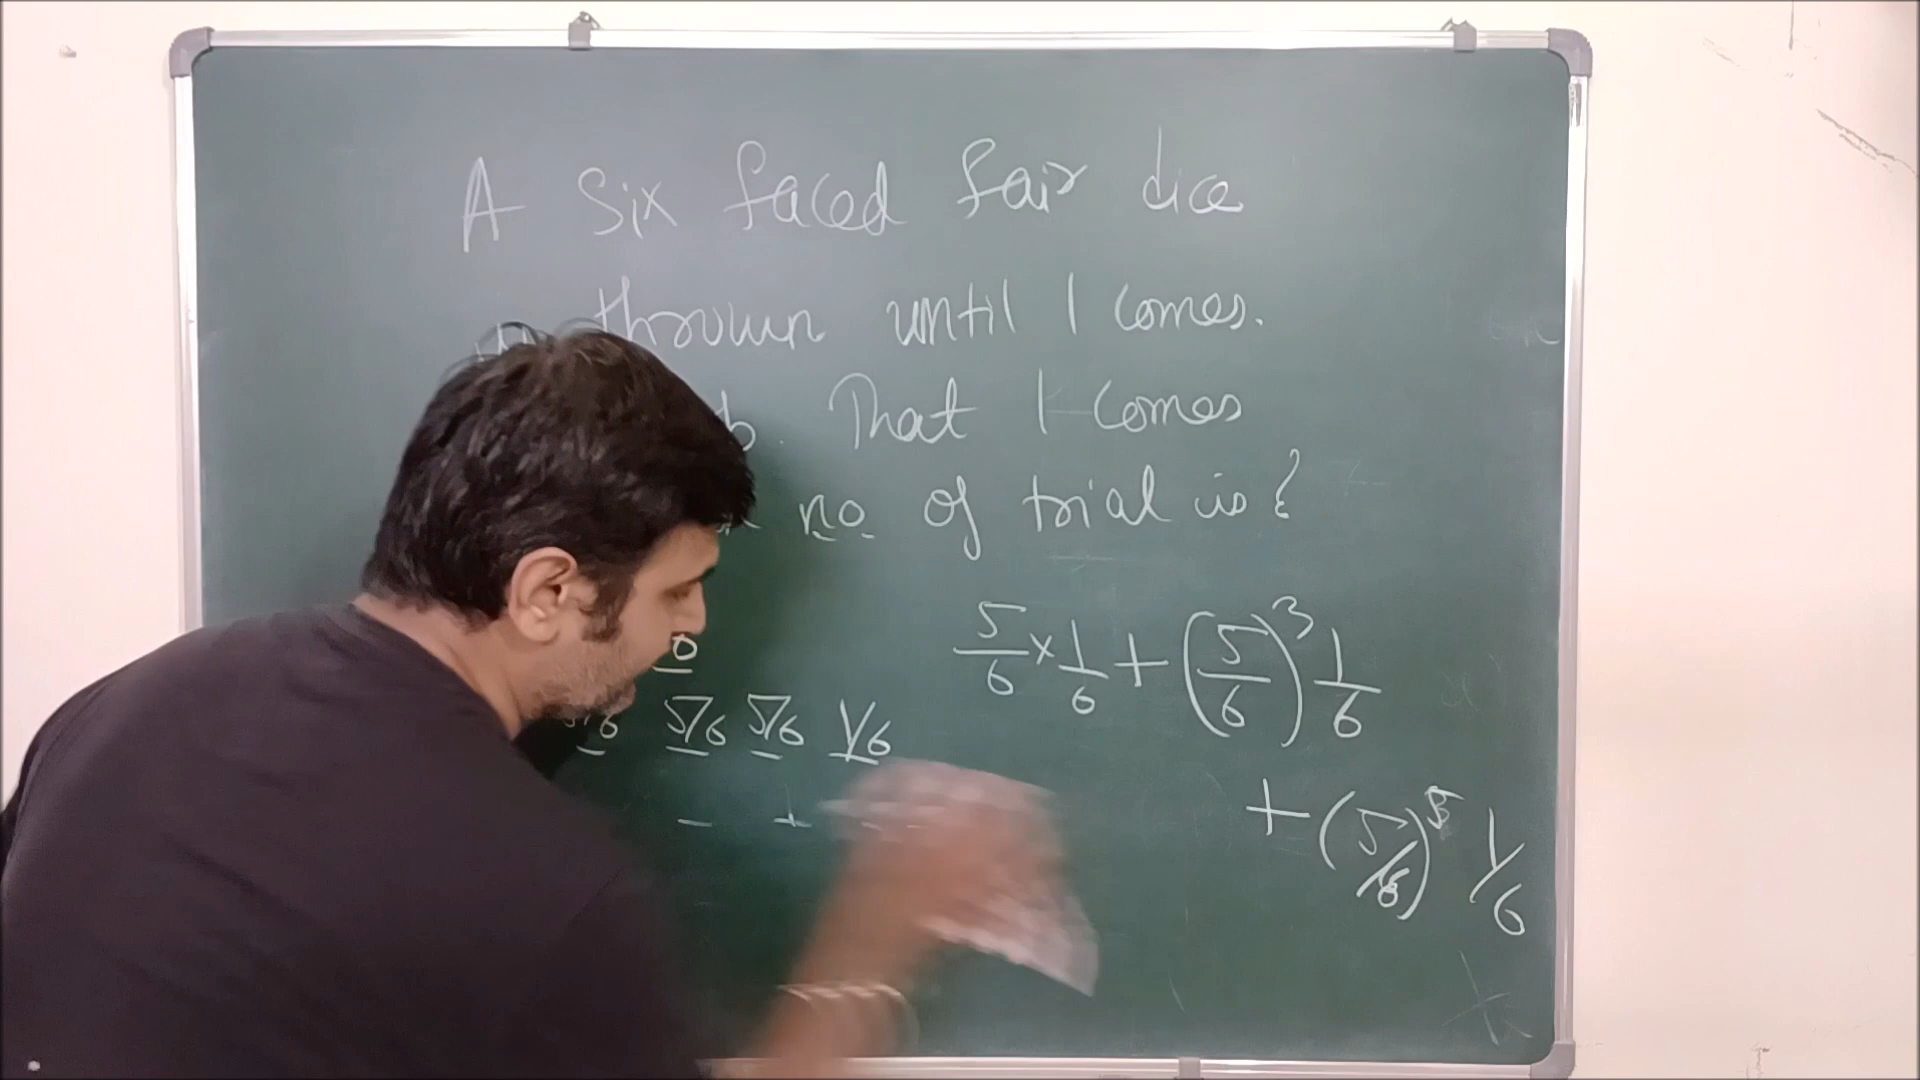 A six faced fair dice
thrown until 1 comes.
That 1 comes
no of trial is?
5/6 × 1/6 + (5/6)^3 1/6
5/6 5/6 1/6
+ (5/6)^5 1/6